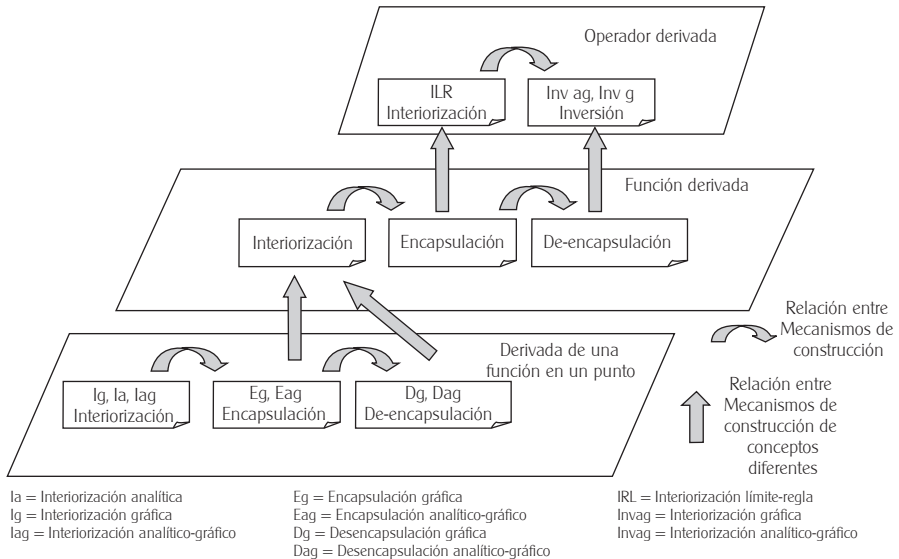 Operador derivada
ILR
Interiorización
Inv ag, Inv g
Inversión
Función derivada
Interiorización
Encapsulación
De-encapsulación
Relación entre
Mecanismos de
construcción
Derivada de una
función en un punto
Ig, Ia, Iag
Interiorización
Eg, Eag
Encapsulación
Dg, Dag
De-encapsulación
Relación entre
Mecanismos de
construcción de
conceptos
diferentes
Ia = Interiorización analítica
Ig = Interiorización gráfica
Iag = Interiorización analítico-gráfico
Eg = Encapsulación gráfica
Eag = Encapsulación analítico-gráfico
Dg = Desencapsulación gráfica
Dag = Desencapsulación analítico-gráfico
IRL = Interiorización límite-regla
Invag = Interiorización gráfica
Invag = Interiorización analítico-gráfico